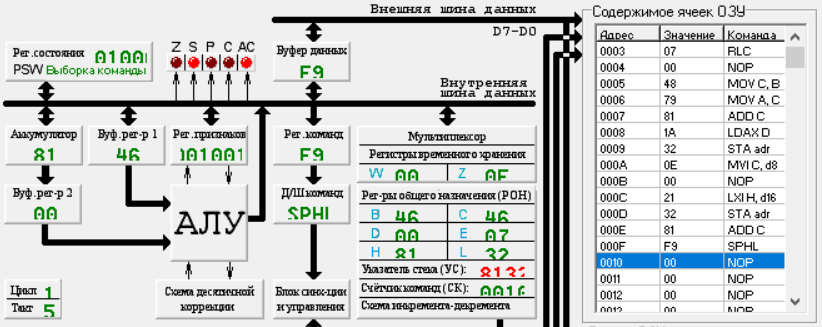 Внешняя шина данных
D7-D0
Рег.состояния
PSW Выборка команды
Z S P C AC
Буфер данных
F9
Внутренняя
шина данных
Аккумулятор
81
Буф.рег-р 1
46
Рег.признаков
Рег.команд
F9
Буф.рег-р 2
00
АЛУ
Д/Ш команд
SPHL
Мультиплексор
Регистры временного хранения
W 00 Z 0F
Рег-ры общего назначения (РОН)
B 46 C 46
D 00 E 07
H 81 L 32
Указатель стека (УС): 8132
Счётчик команд (СК): 0010
Схема инкремента-декремента
Цикл 1
Такт 5
Схема десятичной
коррекции
Блок синх-ции
и управления
Содержимое ячеек ОЗУ
Адрес Значение Команда
0003 07 RLC
0004 00 NOP
0005 48 MOV C, B
0006 79 MOV A, C
0007 81 ADD C
0008 1A LDAX D
0009 32 STA adr
000A 0E MVI C, d8
000B 00 NOP
000C 21 LXI H, d16
000D 32 STA adr
000E 81 ADD C
000F F9 SPHL
0010 00 NOP
0011 00 NOP
0012 00 NOP